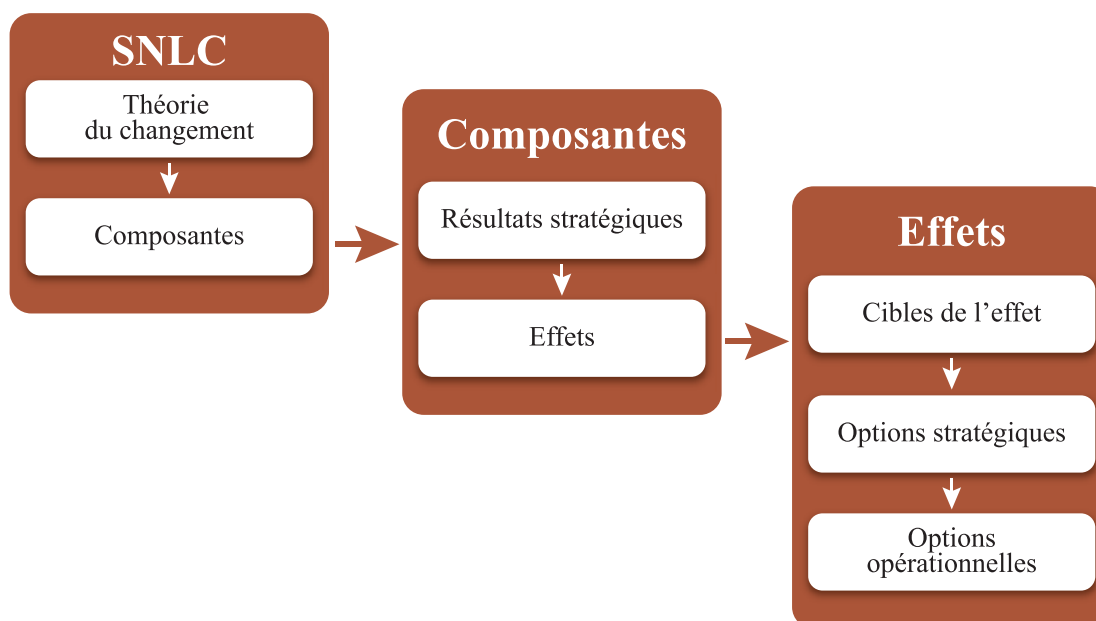 SNLC
Théorie
du changement
Composantes
Composantes
Résultats stratégiques
Effets
Effets
Cibles de l’effet
Options stratégiques
Options
opérationnelles